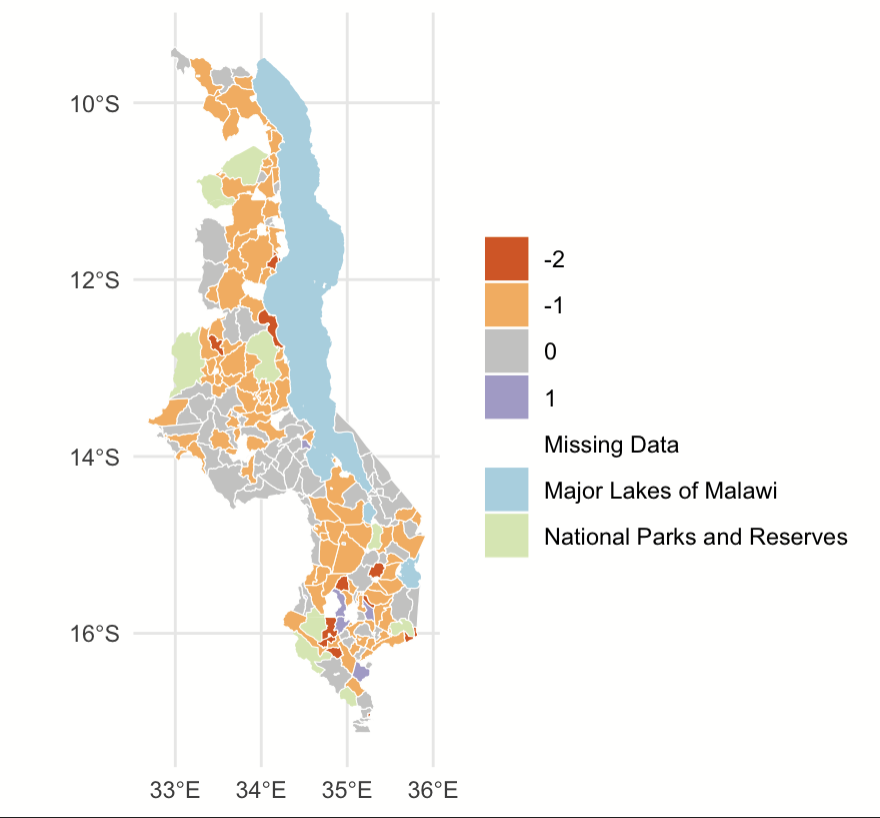 10°S
12°S
14°S
16°S
33°E 34°E 35°E 36°E
-2
-1
0
1
Missing Data
Major Lakes of Malawi
National Parks and Reserves